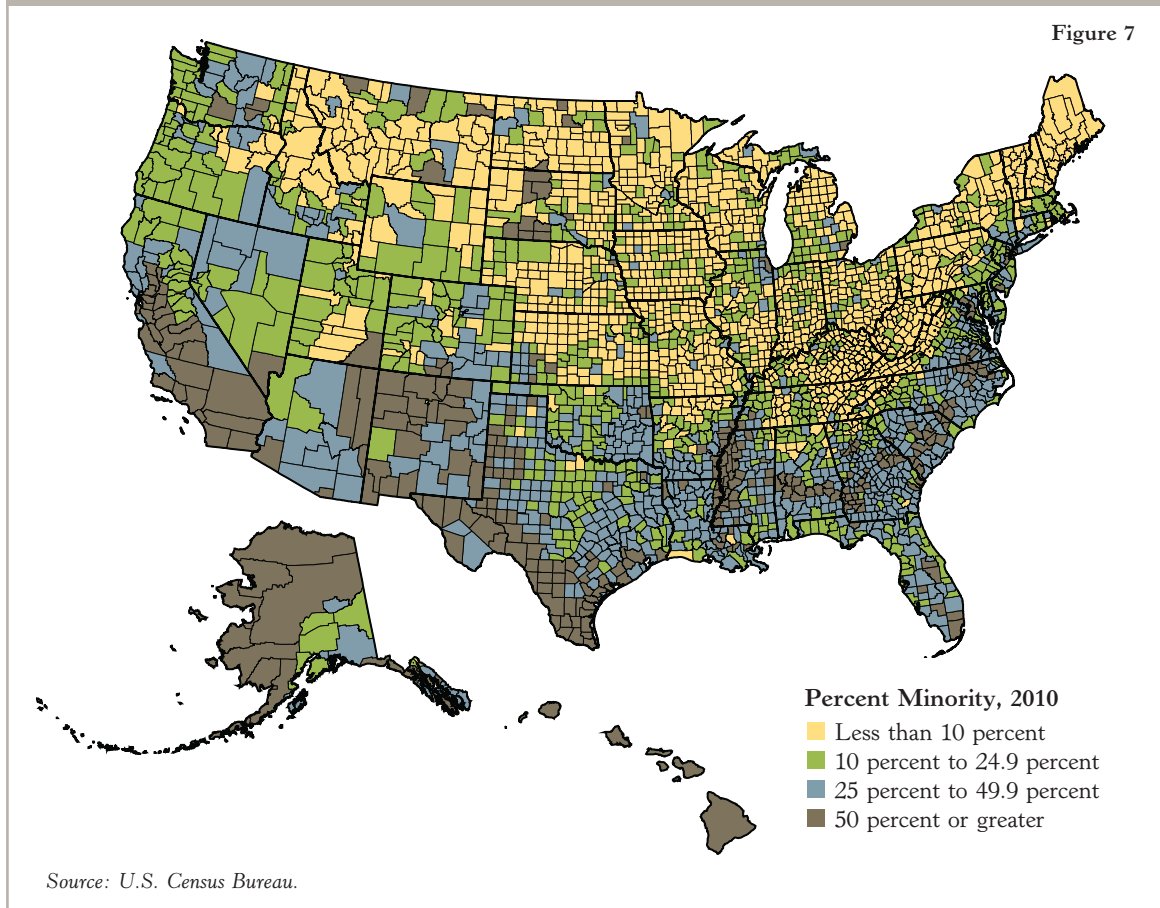 Figure 7
Percent Minority, 2010
Less than 10 percent
10 percent to 24.9 percent
25 percent to 49.9 percent
50 percent or greater
Source: U.S. Census Bureau.